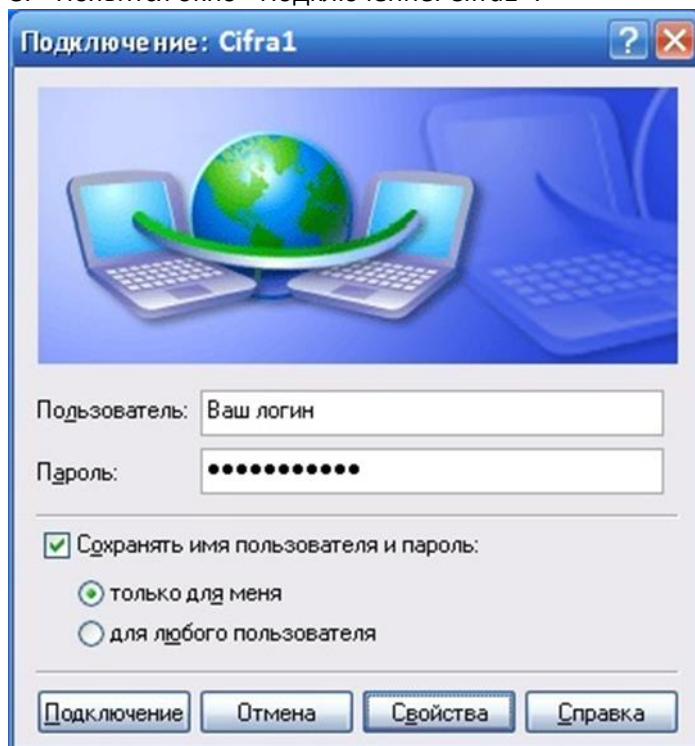 Подключение: Cifra1
Пользователь: Ваш логин
Пароль: •••••••••••
Сохранять имя пользователя и пароль:
только для меня
для любого пользователя
Подключение Отмена Свойства Справка